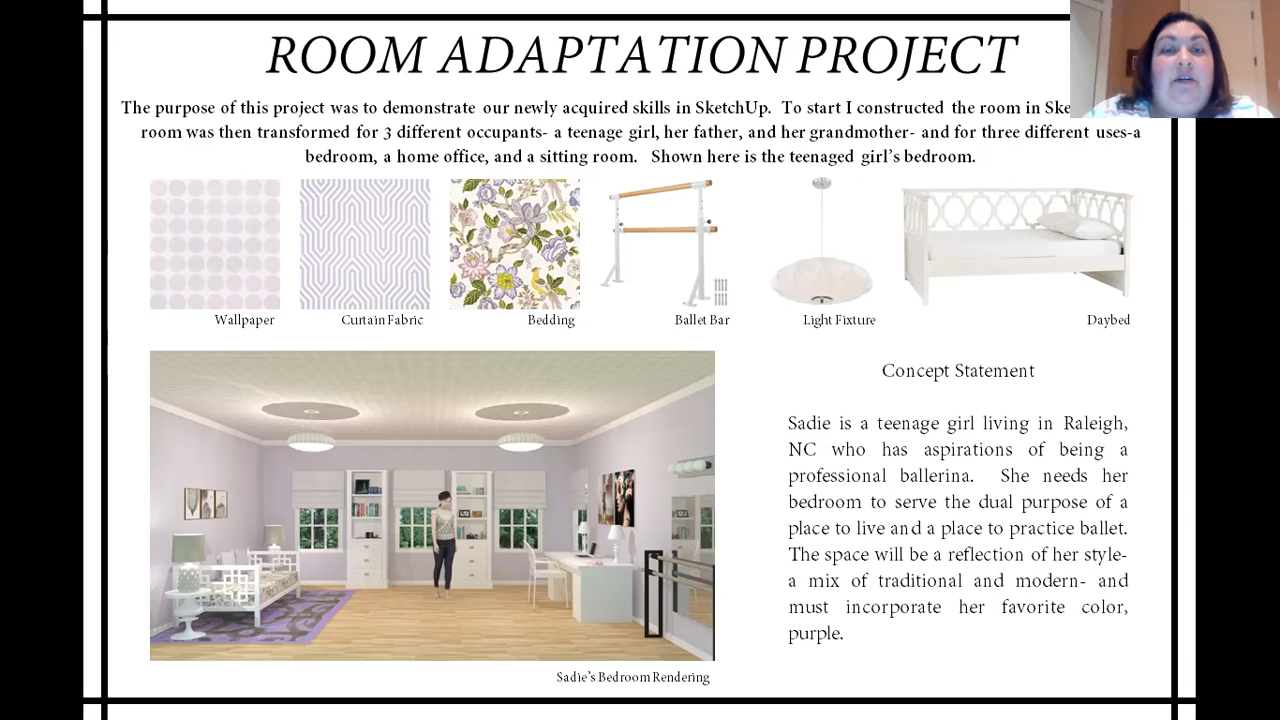 ROOM ADAPTATION PROJECT
The purpose of this project was to demonstrate our newly acquired skills in SketchUp. To start I constructed the room in
room was then transformed for 3 different occupants- a teenage girl, her father, and her grandmother- and for three different uses-a
bedroom, a home office, and a sitting room. Shown here is the teenaged girl's bedroom.
Wallpaper
Curtain Fabric
Bedding
Ballet Bar
Light Fixture
Daybed
Concept Statement
Sadie is a teenage girl living in Raleigh,
NC who has aspirations of being a
professional ballerina. She needs her
bedroom to serve the dual purpose of a
place to live and a place to practice ballet.
The space will be a reflection of her style-
a mix of traditional and modern- and
must incorporate her favorite color,
purple.
Sadie's Bedroom Rendering